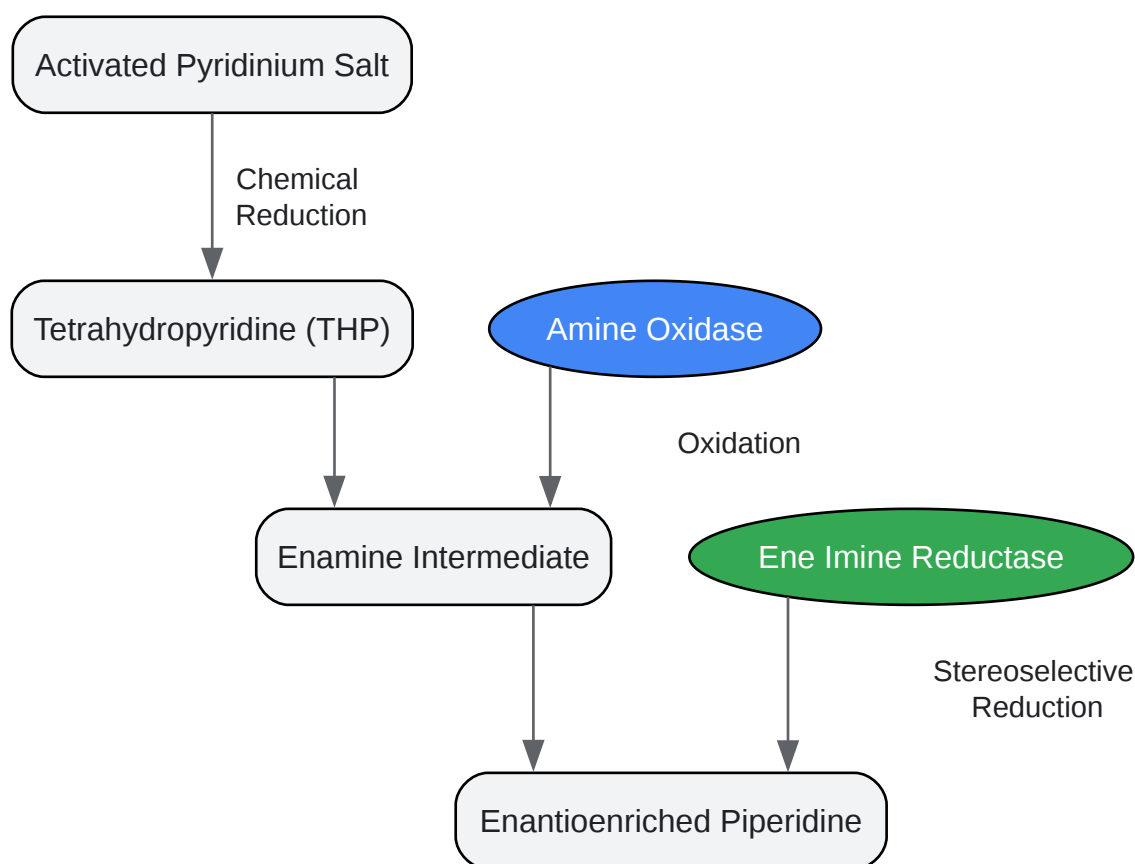 Activated Pyridinium Salt
Chemical
Reduction
Tetrahydropyridine (THP)
Amine Oxidase
Oxidation
Enamine Intermediate
Ene Imine Reductase
Stereoselective
Reduction
Enantioenriched Piperidine